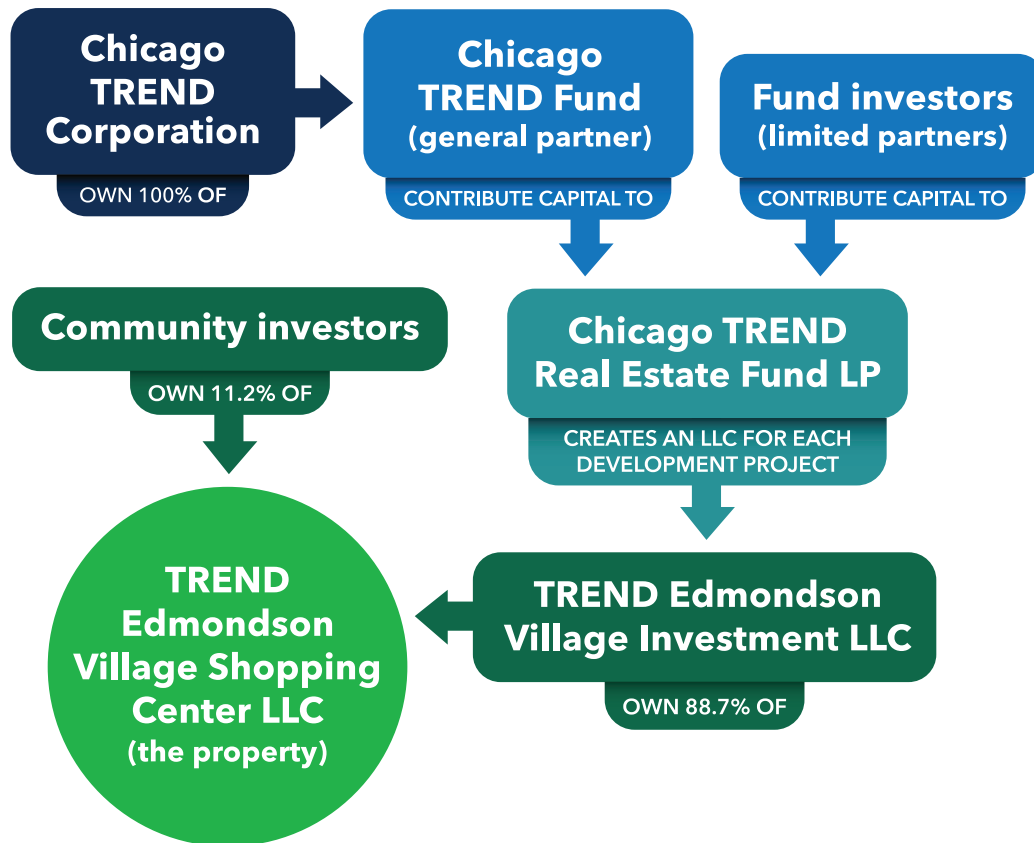 Chicago
TREND
Corporation
OWN 100% OF
Chicago
TREND Fund
(general partner)
CONTRIBUTE CAPITAL TO
Fund investors
(limited partners)
CONTRIBUTE CAPITAL TO
Community investors
OWN 11.2% OF
Chicago TREND
Real Estate Fund LP
CREATES AN LLC FOR EACH
DEVELOPMENT PROJECT
TREND
Edmondson
Village Shopping
Center LLC
(the property)
TREND Edmondson
Village Investment LLC
OWN 88.7% OF